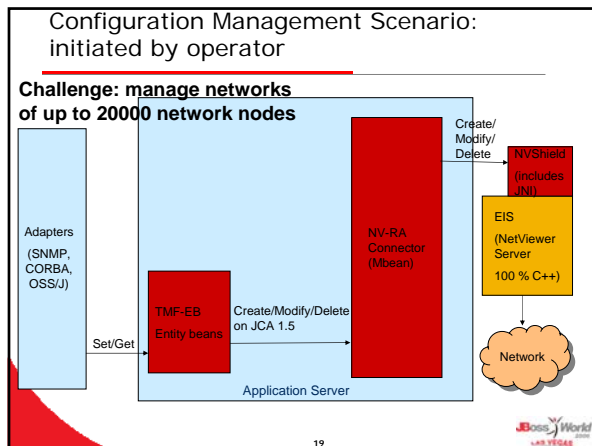 Configuration Management Scenario:
initiated by operator
Challenge: manage networks
of up to 20000 network nodes
Adapters
(SNMP,
CORBA,
OSS/J)
Set/Get
TMF-EB
Entity beans
Create/Modify/Delete
on JCA 1.5
NV-RA
Connector
(Mbean)
Create/
Modify/
Delete
NVShield
(includes
JNI)
EIS
(NetViewer
Server
100 % C++)
Network
Application Server
19
JBoss World
LAS VEGAS